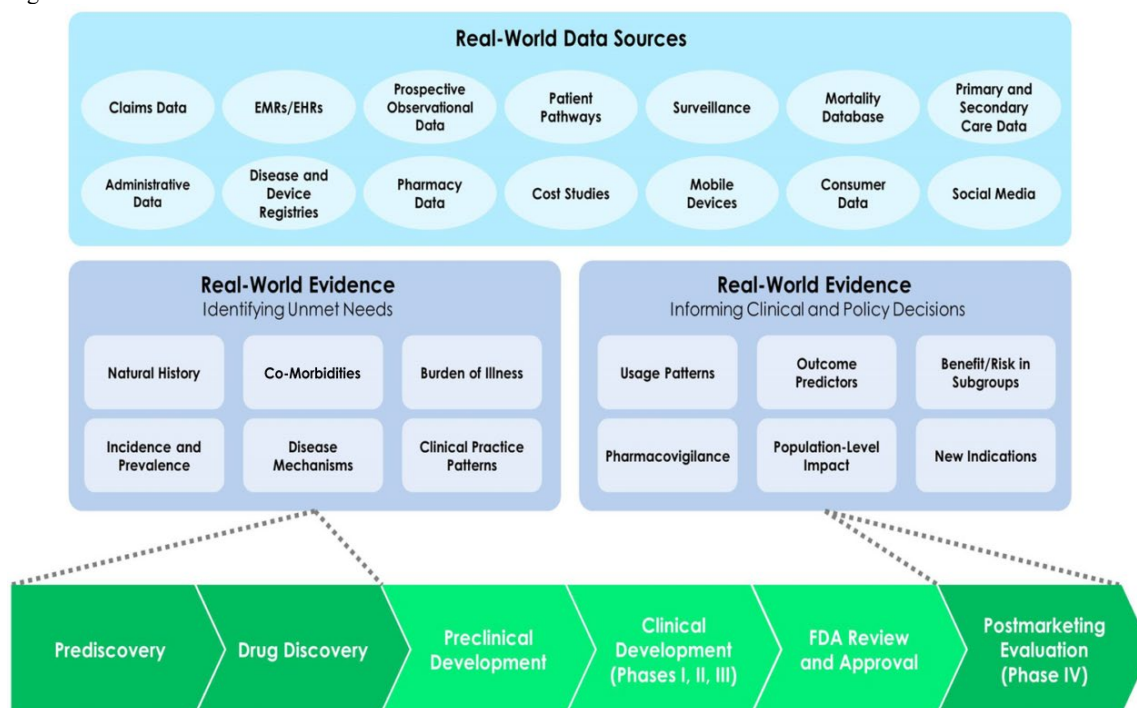 Real-World Data Sources
Claims Data
EMRs/EHRs
Prospective
Observational
Data
Patient
Pathways
Surveillance
Mortality
Database
Primary and
Secondary
Care Data
Administrative
Data
Disease and
Device
Registries
Pharmacy
Data
Cost Studies
Mobile
Devices
Consumer
Data
Social Media
Real-World Evidence
Identifying Unmet Needs
Natural History
Co-Morbidities
Burden of Illness
Incidence and
Prevalence
Disease
Mechanisms
Clinical Practice
Patterns
Real-World Evidence
Informing Clinical and Policy Decisions
Usage Patterns
Outcome
Predictors
Benefit/Risk in
Subgroups
Pharmacovigilance
Population-Level
Impact
New Indications
Prediscovery
Drug Discovery
Preclinical
Development
Clinical
Development
(Phases I, II, III)
FDA Review
and Approval
Postmarketing
Evaluation
(Phase IV)